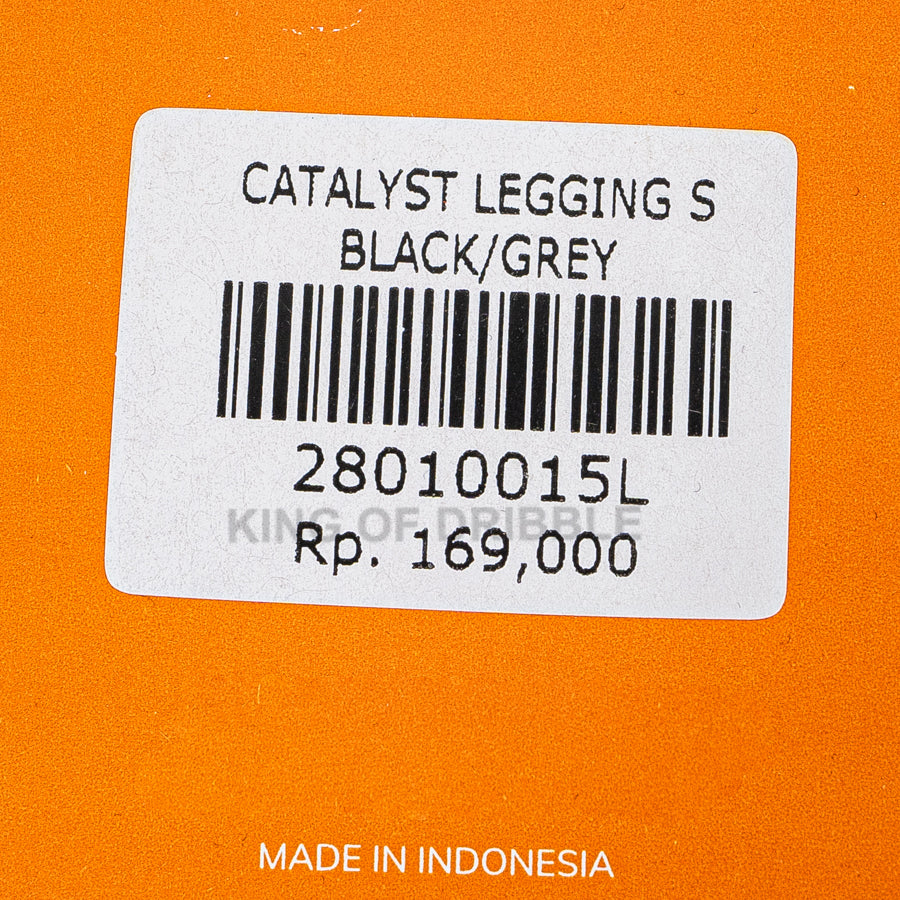 CATALYST LEGGING S
BLACK/GREY
28010015L
KING OF DRIBBLE
Rp. 169,000
MADE IN INDONESIA